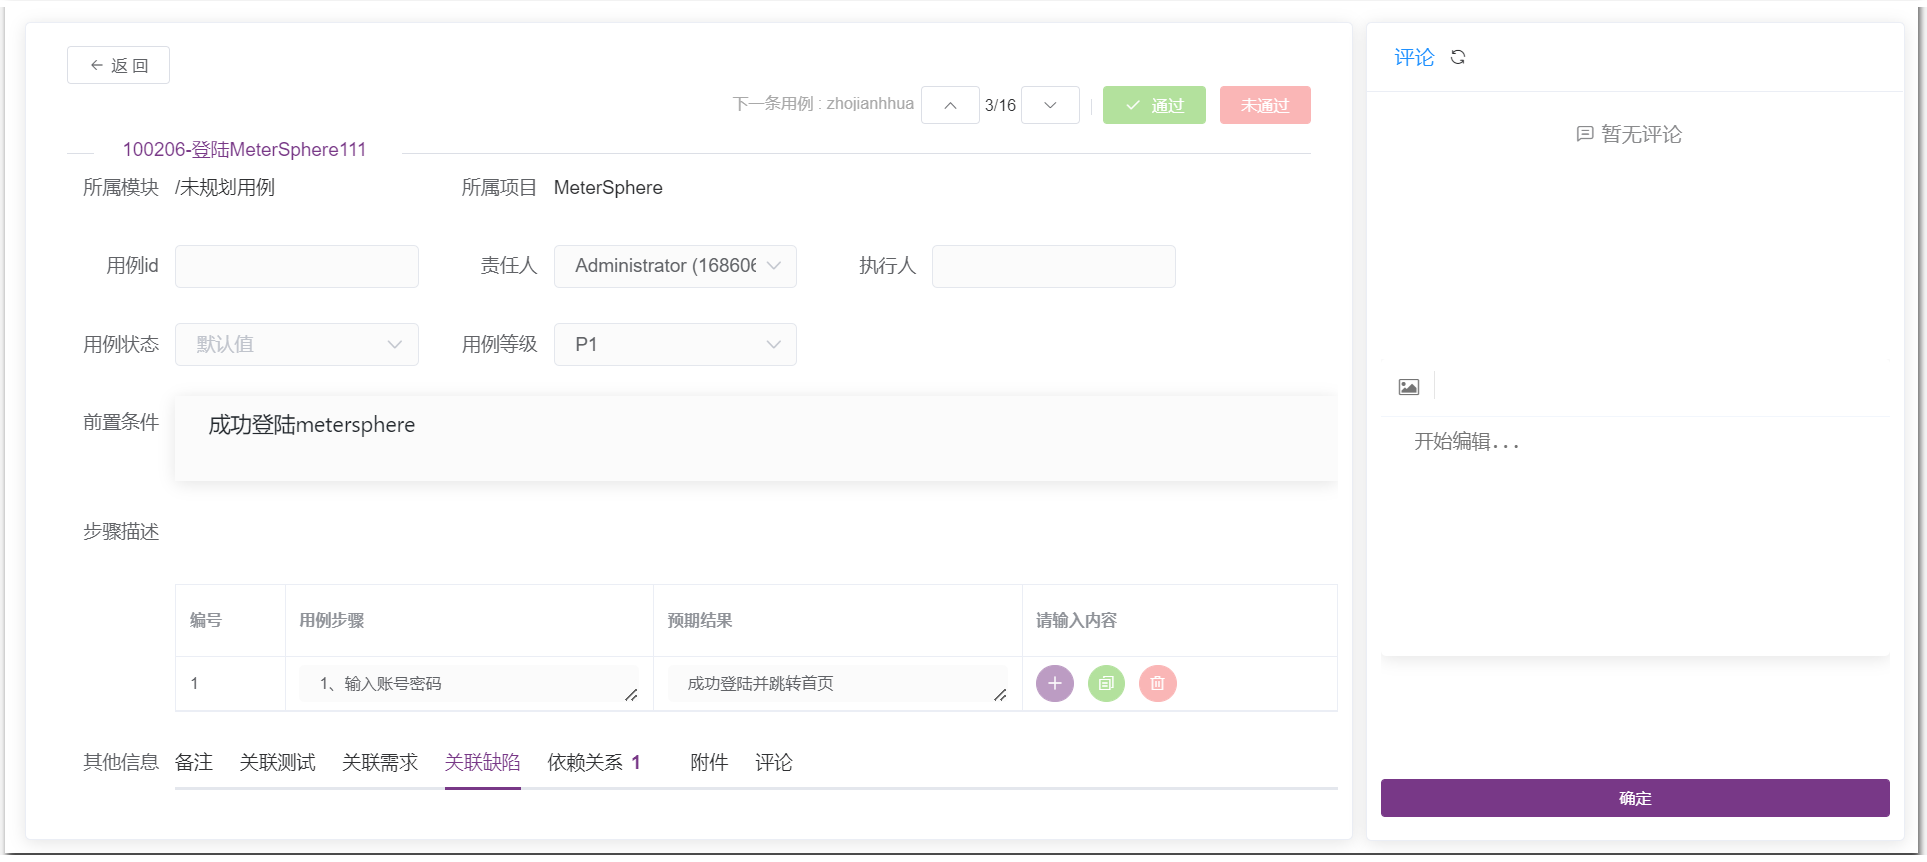 返 回
下一条用例 : zhojianhhua 3/16 通过 未通过
100206-登陆MeterSphere111
所属模块 /未规划用例 所属项目 MeterSphere
用例id 责任人 Administrator (168606 执行人
用例状态 默认值 用例等级 P1
前置条件 成功登陆metersphere
步骤描述
编号 用例步骤 预期结果 请输入内容
1 1、输入账号密码 成功登陆并跳转首页
其他信息 备注 关联测试 关联需求 关联缺陷 依赖关系 1 附件 评论
评论
暂无评论
开始编辑...
确定